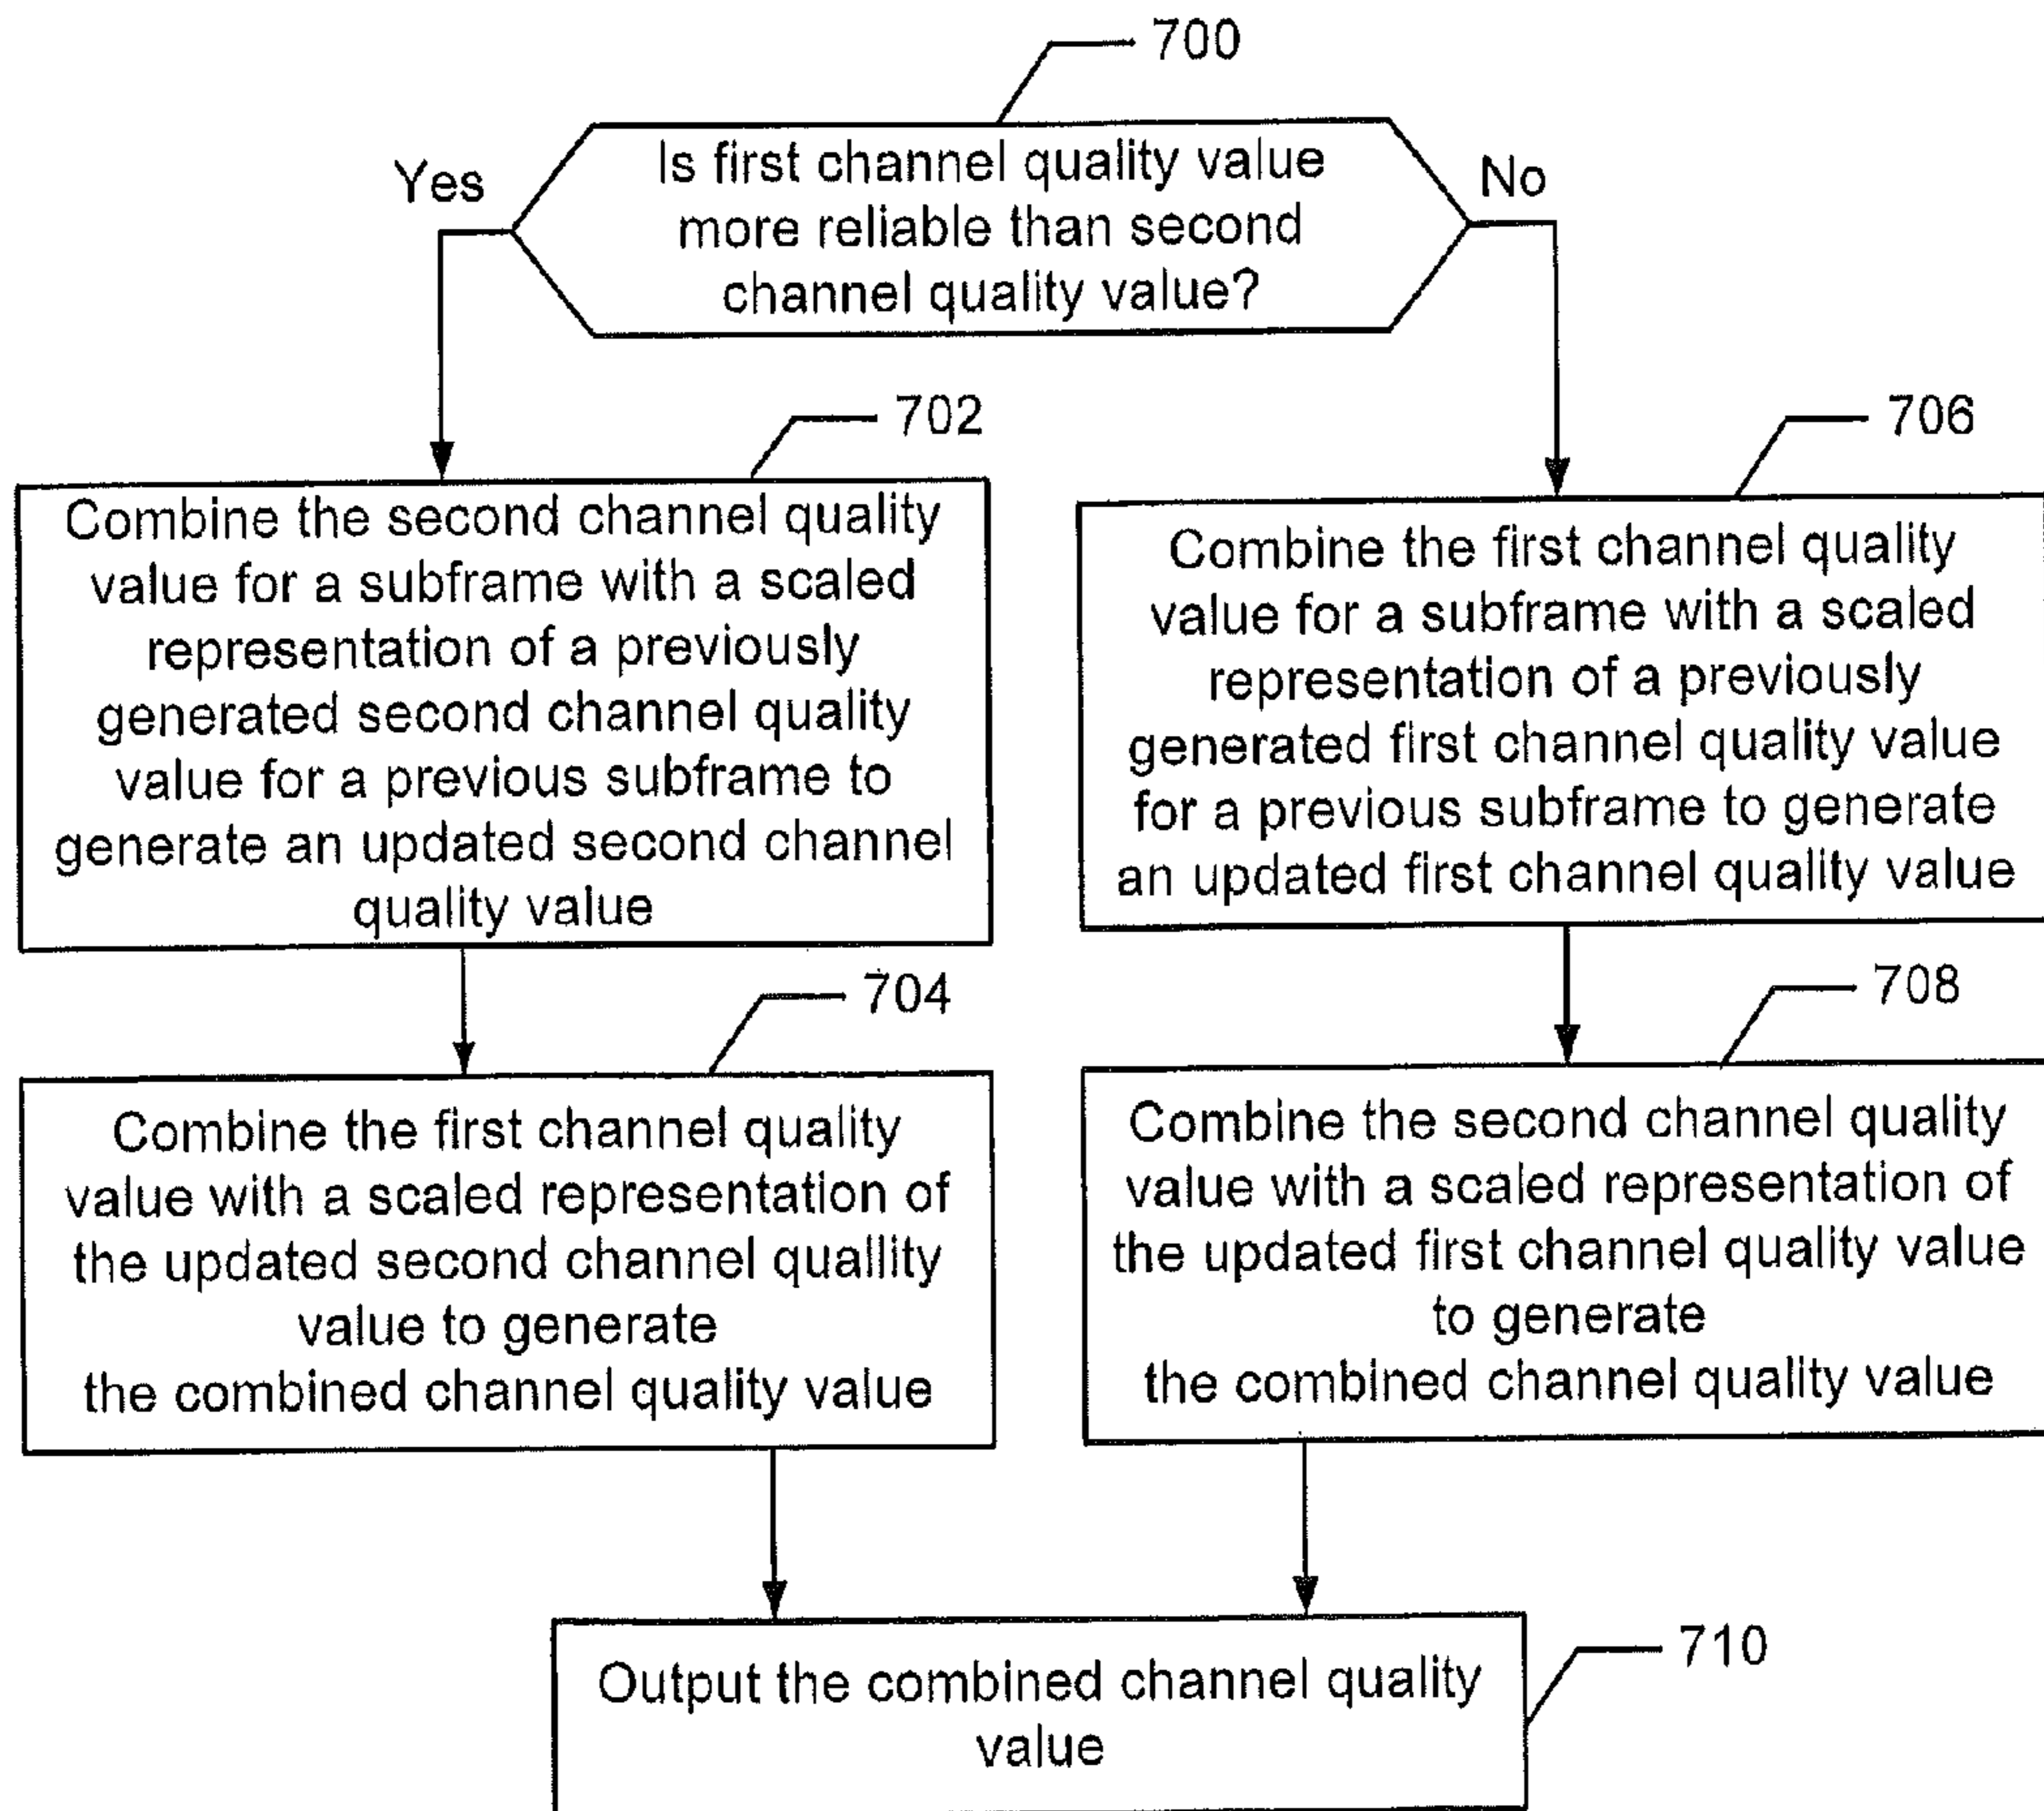 700
Is first channel quality value
more reliable than second
channel quality value?
Yes
No
702
Combine the second channel quality
value for a subframe with a scaled
representation of a previously
generated second channel quality
value for a previous subframe to
generate an updated second channel
quality value
706
Combine the first channel quality
value for a subframe with a scaled
representation of a previously
generated first channel quality value
for a previous subframe to generate
an updated first channel quality value
704
Combine the first channel quality
value with a scaled representation of
the updated second channel quallity
value to generate
the combined channel quality value
708
Combine the second channel quality
value with a scaled representation of
the updated first channel quality value
to generate
the combined channel quality value
710
Output the combined channel quality
value